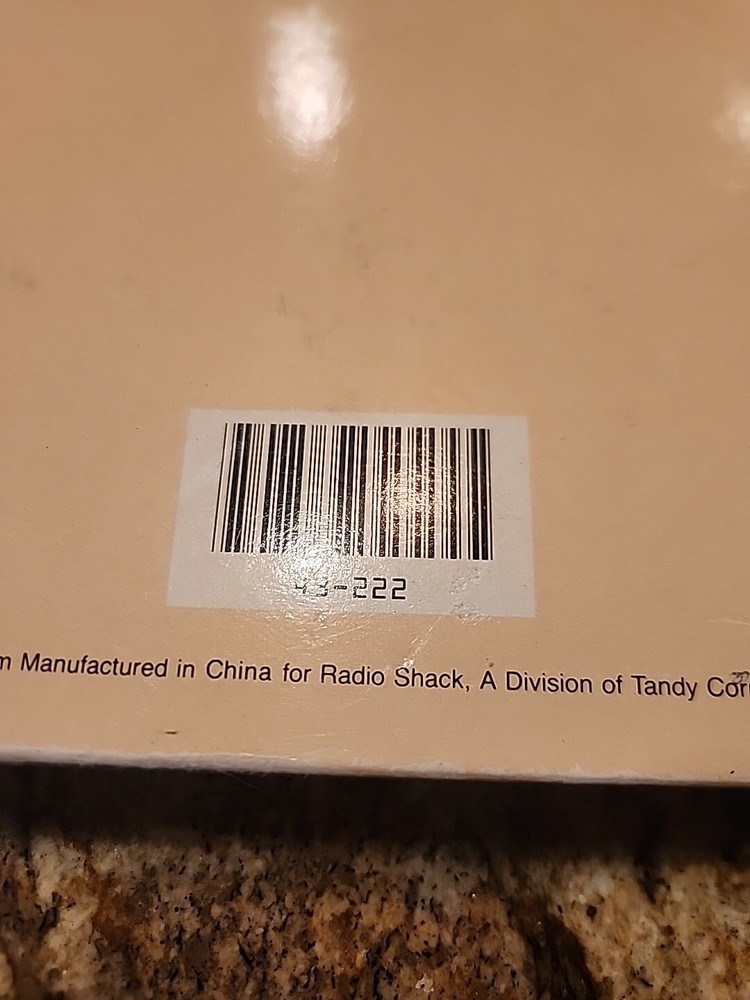 43-222
m Manufactured in China for Radio Shack, A Division of Tandy Cor